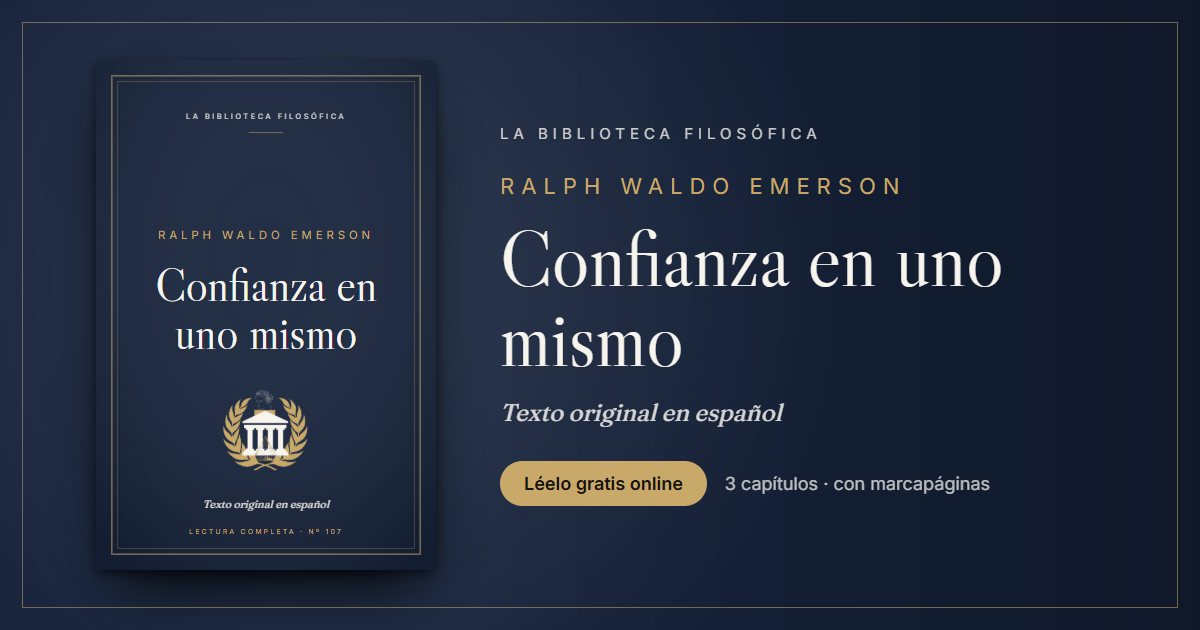 LA BIBLIOTECA FILOSÓFICA
RALPH WALDO EMERSON
Confianza en
uno mismo
Texto original en español
LECTURA COMPLETA · Nº 107
LA BIBLIOTECA FILOSÓFICA
RALPH WALDO EMERSON
Confianza en uno
mismo
Texto original en español
Léelo gratis online
3 capítulos · con marcapáginas